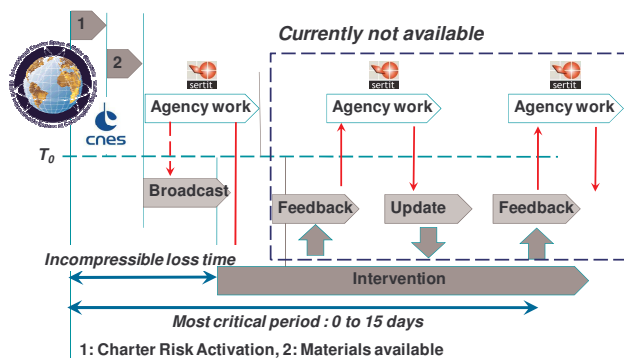 1
2
Currently not available
sertit
sertit
sertit
cnes
Agency work
Agency work
Agency work
T0
Broadcast
Feedback
Update
Feedback
Incompressible loss time
Intervention
Most critical period : 0 to 15 days
1: Charter Risk Activation, 2: Materials available